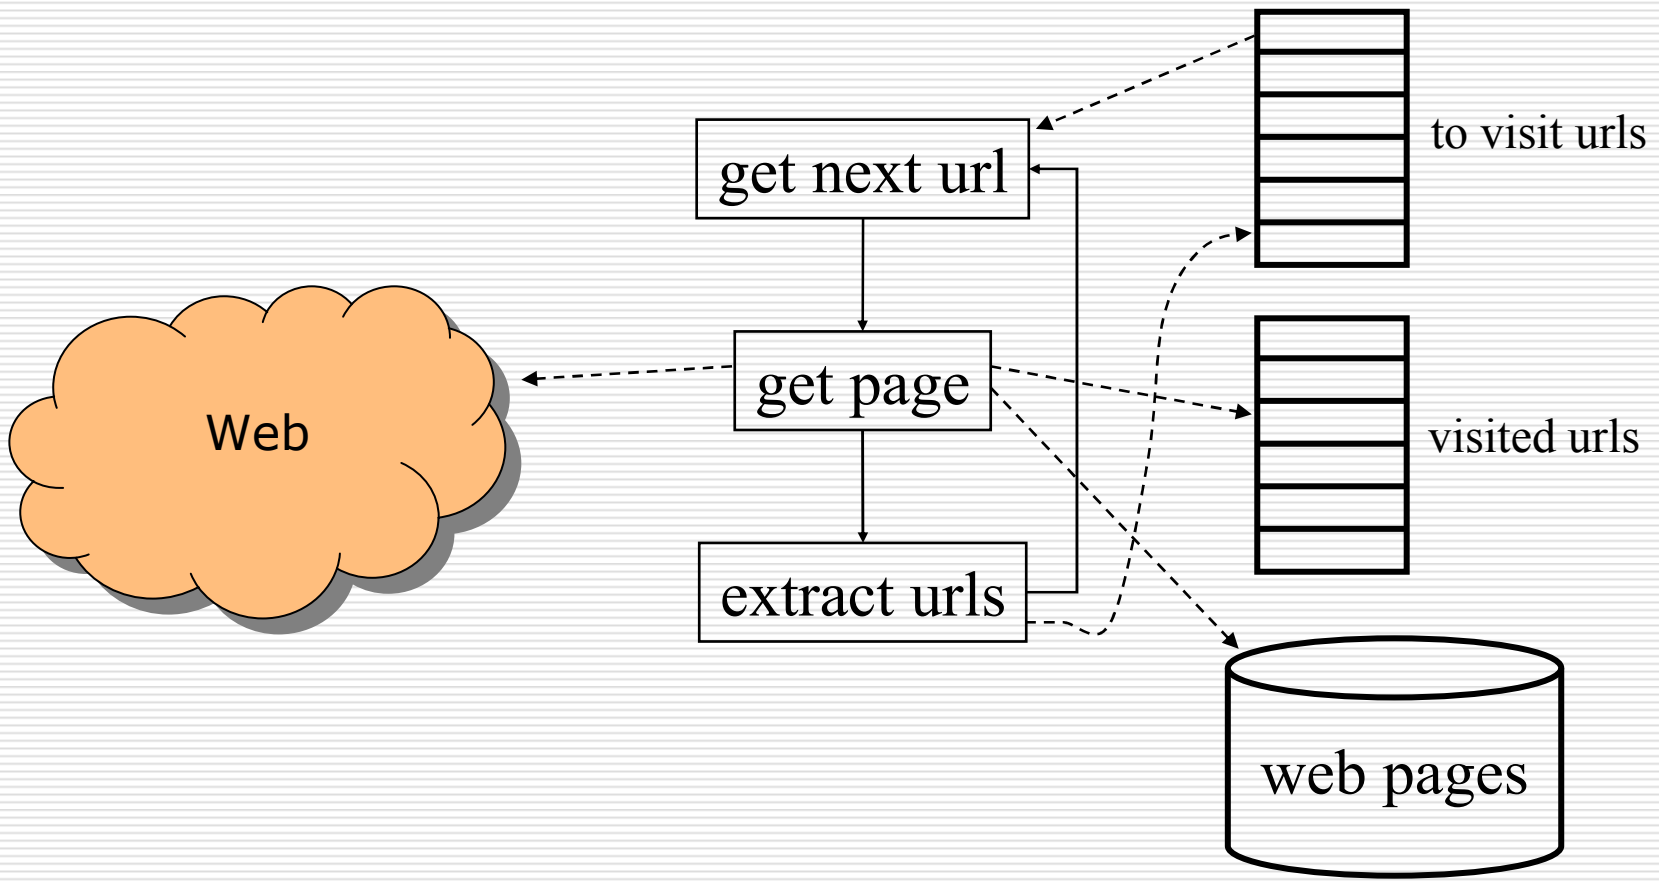 to visit urls
get next url
get page
Web
visited urls
extract urls
web pages